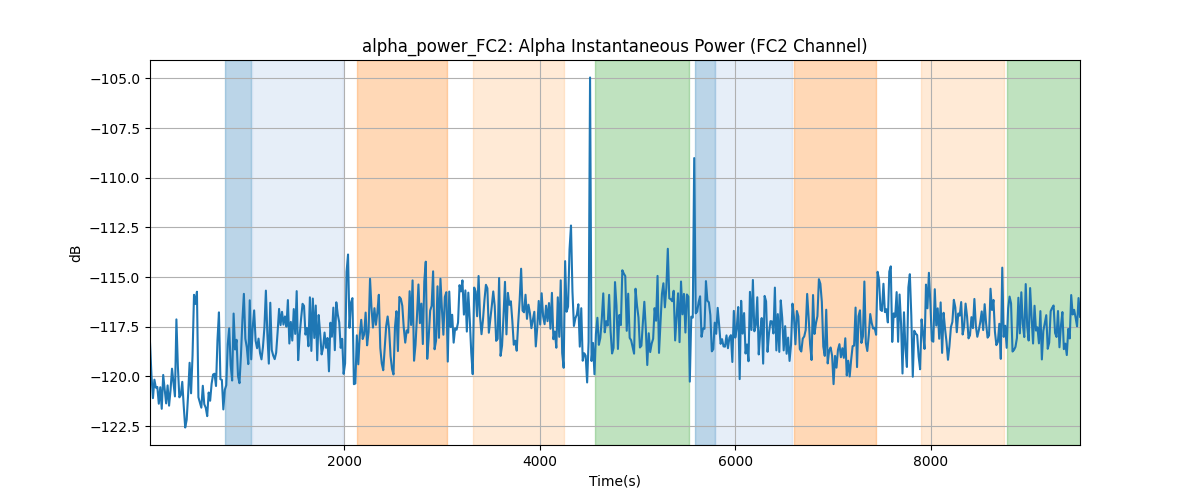 alpha_power_FC2: Alpha Instantaneous Power (FC2 Channel)
−105.0
−107.5
−110.0
−112.5
−115.0
−117.5
−120.0
−122.5
dB
2000 4000 6000 8000
Time(s)